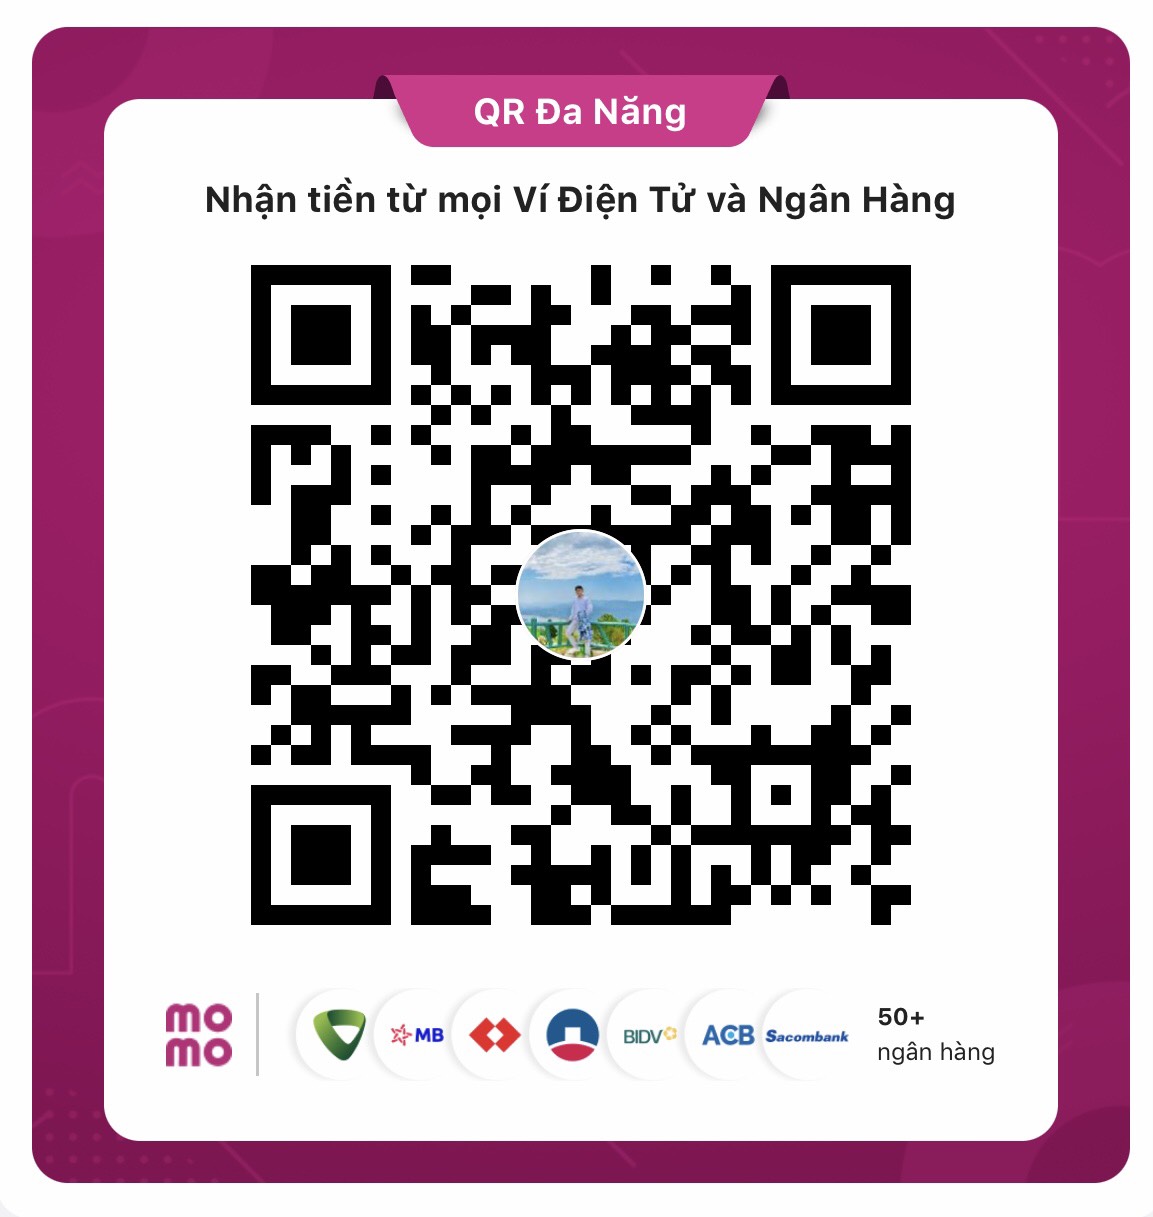 QR Đa Năng
Nhận tiền từ mọi Ví Điện Tử và Ngân Hàng
mo
mo
MB
BIDV
ACB
Sacombank
50+
ngân hàng